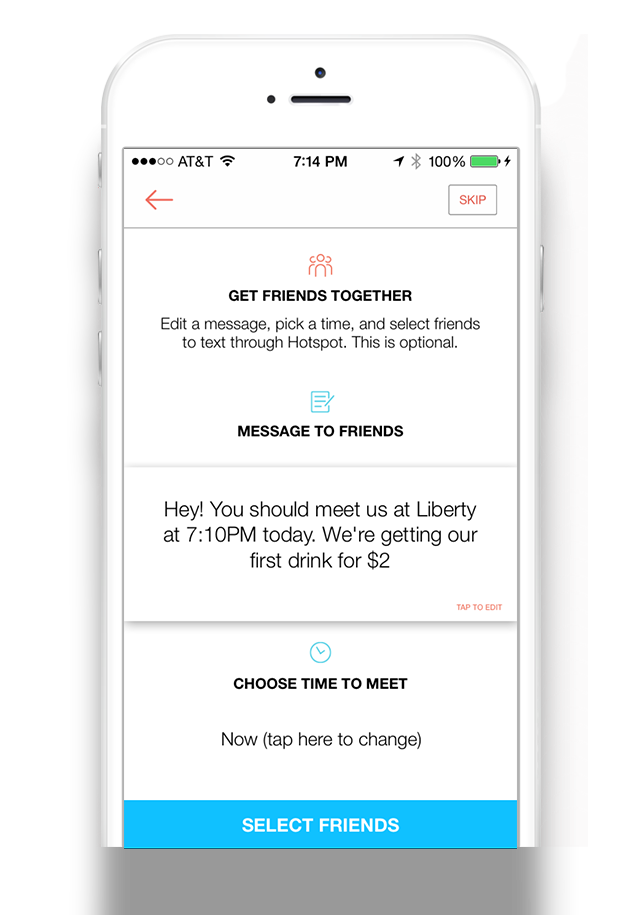 AT&T 7:14 PM 100%
SKIP
GET FRIENDS TOGETHER
Edit a message, pick a time, and select friends
to text through Hotspot. This is optional.
MESSAGE TO FRIENDS
Hey! You should meet us at Liberty
at 7:10PM today. We're getting our
first drink for $2
TAP TO EDIT
CHOOSE TIME TO MEET
Now (tap here to change)
SELECT FRIENDS